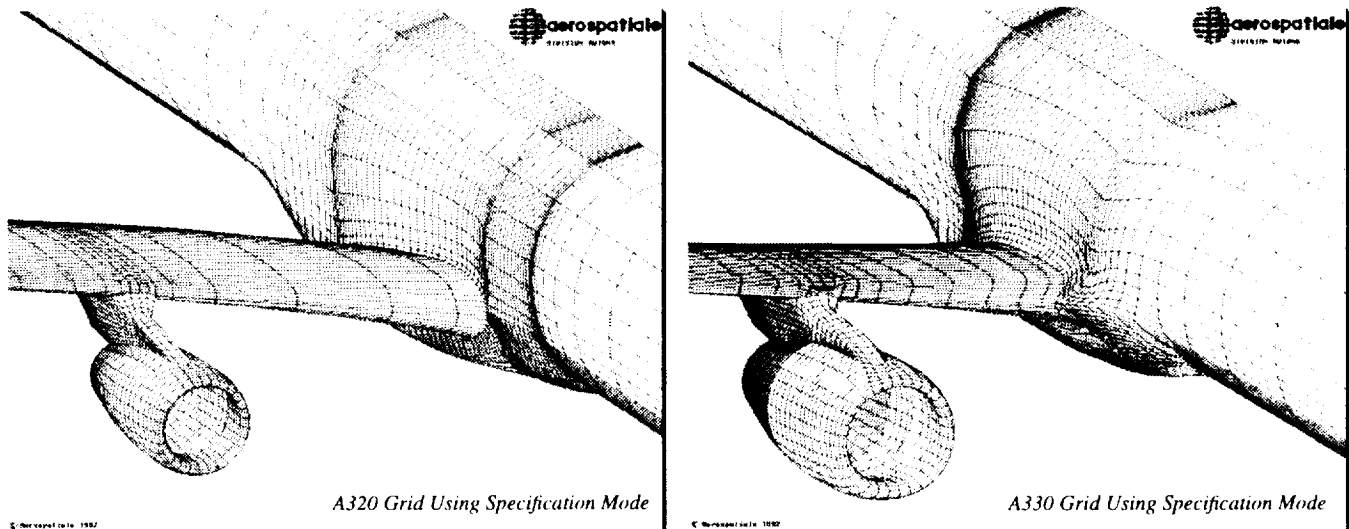 aerospatiale
A320 Grid Using Specification Mode
aerospatiale
A330 Grid Using Specification Mode